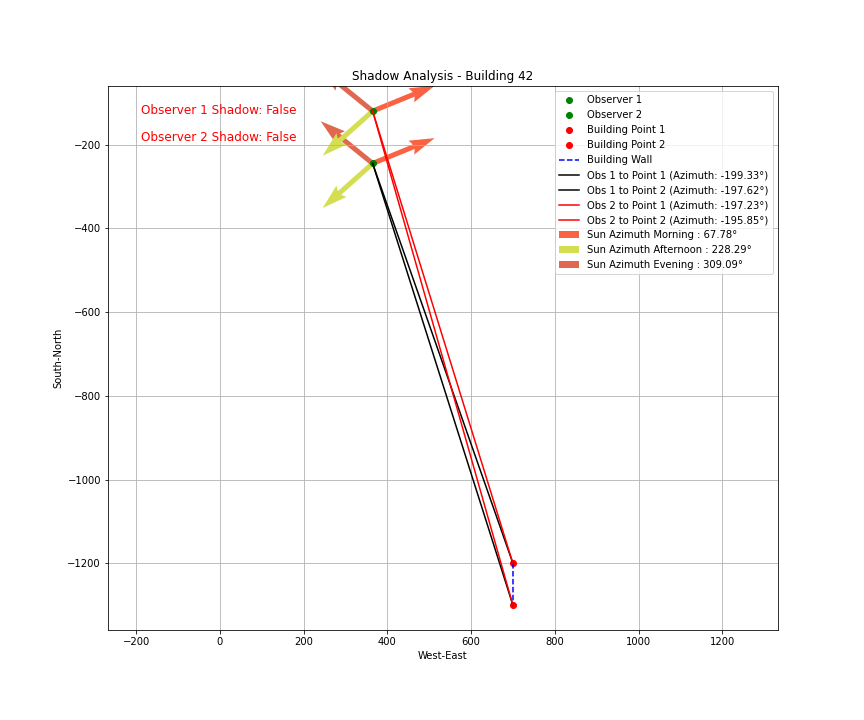 Shadow Analysis - Building 42
Observer 1 Shadow: False
Observer 2 Shadow: False
Observer 1
Observer 2
Building Point 1
Building Point 2
Building Wall
Obs 1 to Point 1 (Azimuth: -199.33°)
Obs 1 to Point 2 (Azimuth: -197.62°)
Obs 2 to Point 1 (Azimuth: -197.23°)
Obs 2 to Point 2 (Azimuth: -195.85°)
Sun Azimuth Morning : 67.78°
Sun Azimuth Afternoon : 228.29°
Sun Azimuth Evening : 309.09°
South-North
−200
−400
−600
−800
−1000
−1200
−200 0 200 400 600 800 1000 1200
West-East